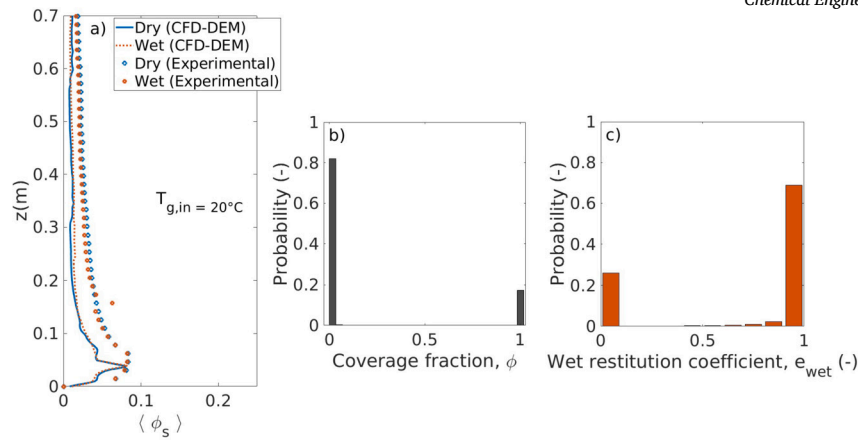 Chemical Engine
a)
Dry (CFD-DEM)
Wet (CFD-DEM)
Dry (Experimental)
Wet (Experimental)
T_g,in = 20°C
z(m)
0.7
0.6
0.5
0.4
0.3
0.2
0.1
0
0 0.1 0.2
⟨ ϕ_s ⟩
b)
Probability (-)
1
0.8
0.6
0.4
0.2
0
0 0.5 1
Coverage fraction, ϕ
c)
Probability (-)
1
0.8
0.6
0.4
0.2
0
0 0.5 1
Wet restitution coefficient, e_wet (-)